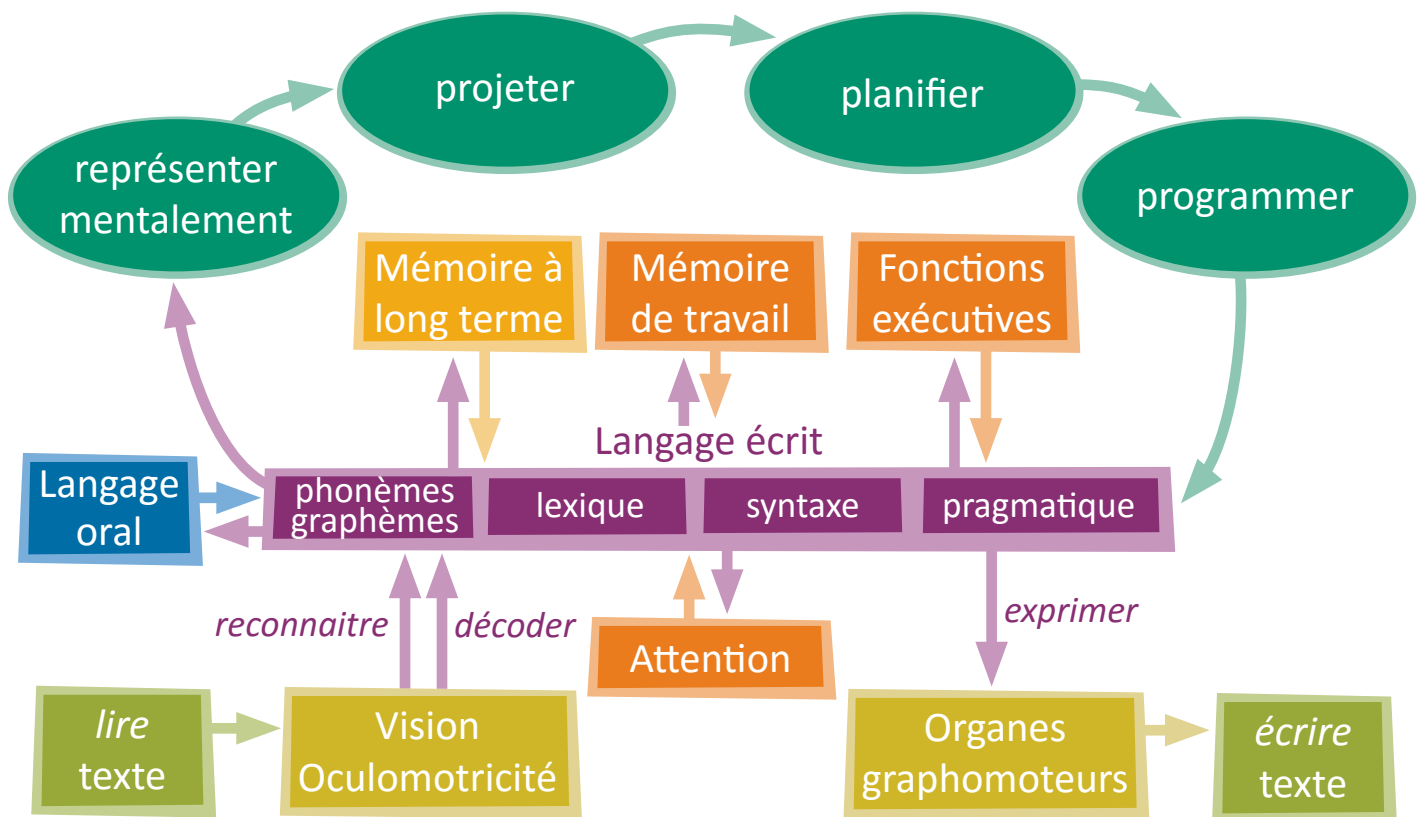 projeter
planifier
représenter
mentalement
programmer
Mémoire à
long terme
Mémoire
de travail
Fonctions
exécutives
Langage écrit
Langage
oral
phonèmes
graphèmes
lexique
syntaxe
pragmatique
reconnaitre
décoder
exprimer
Attention
lire
texte
Vision
Oculomotricité
Organes
graphomoteurs
écrire
texte